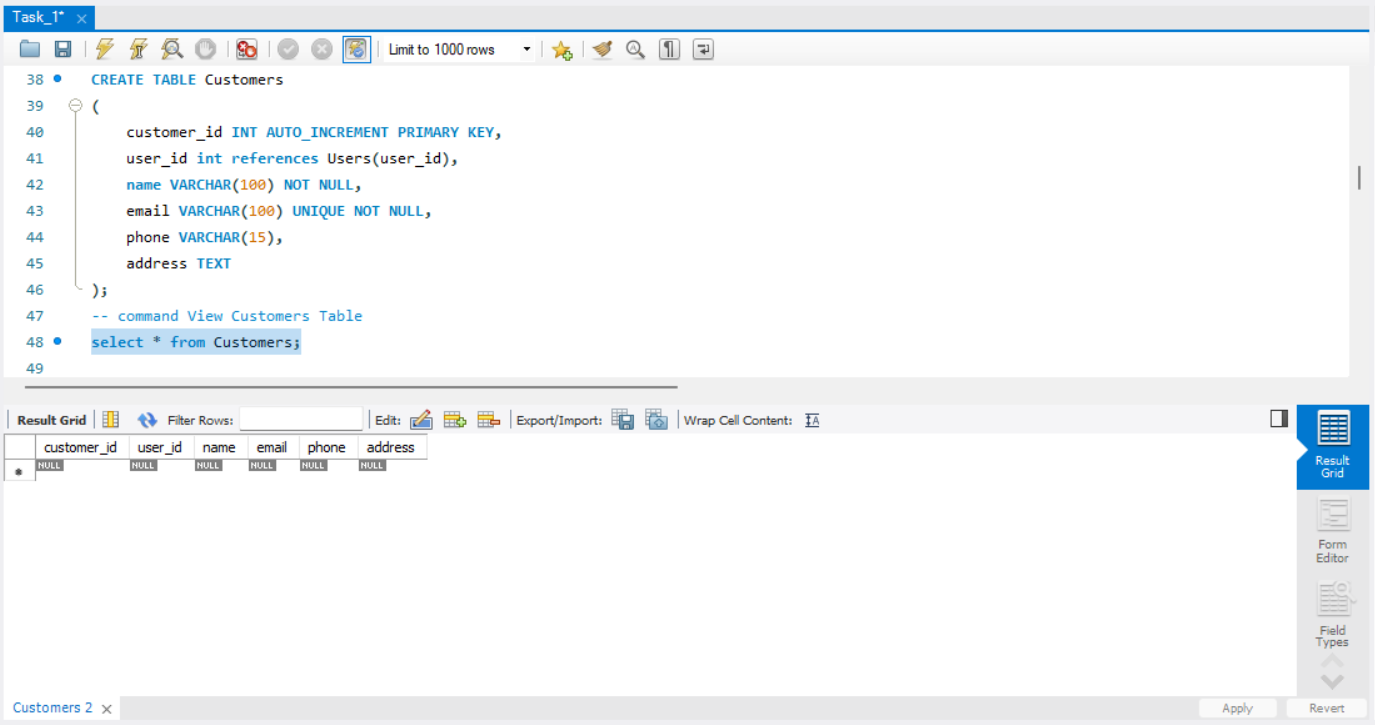 Task_1*
Limit to 1000 rows
38 CREATE TABLE Customers
39 (
40 customer_id INT AUTO_INCREMENT PRIMARY KEY,
41 user_id int references Users(user_id),
42 name VARCHAR(100) NOT NULL,
43 email VARCHAR(100) UNIQUE NOT NULL,
44 phone VARCHAR(15),
45 address TEXT
46 );
47 -- command View Customers Table
48 select * from Customers;
49
Result Grid Filter Rows: Edit: Export/Import: Wrap Cell Content:
customer_id user_id name email phone address
NULL NULL NULL NULL NULL NULL
Result
Grid
Form
Editor
Field
Types
Customers 2 Apply Revert